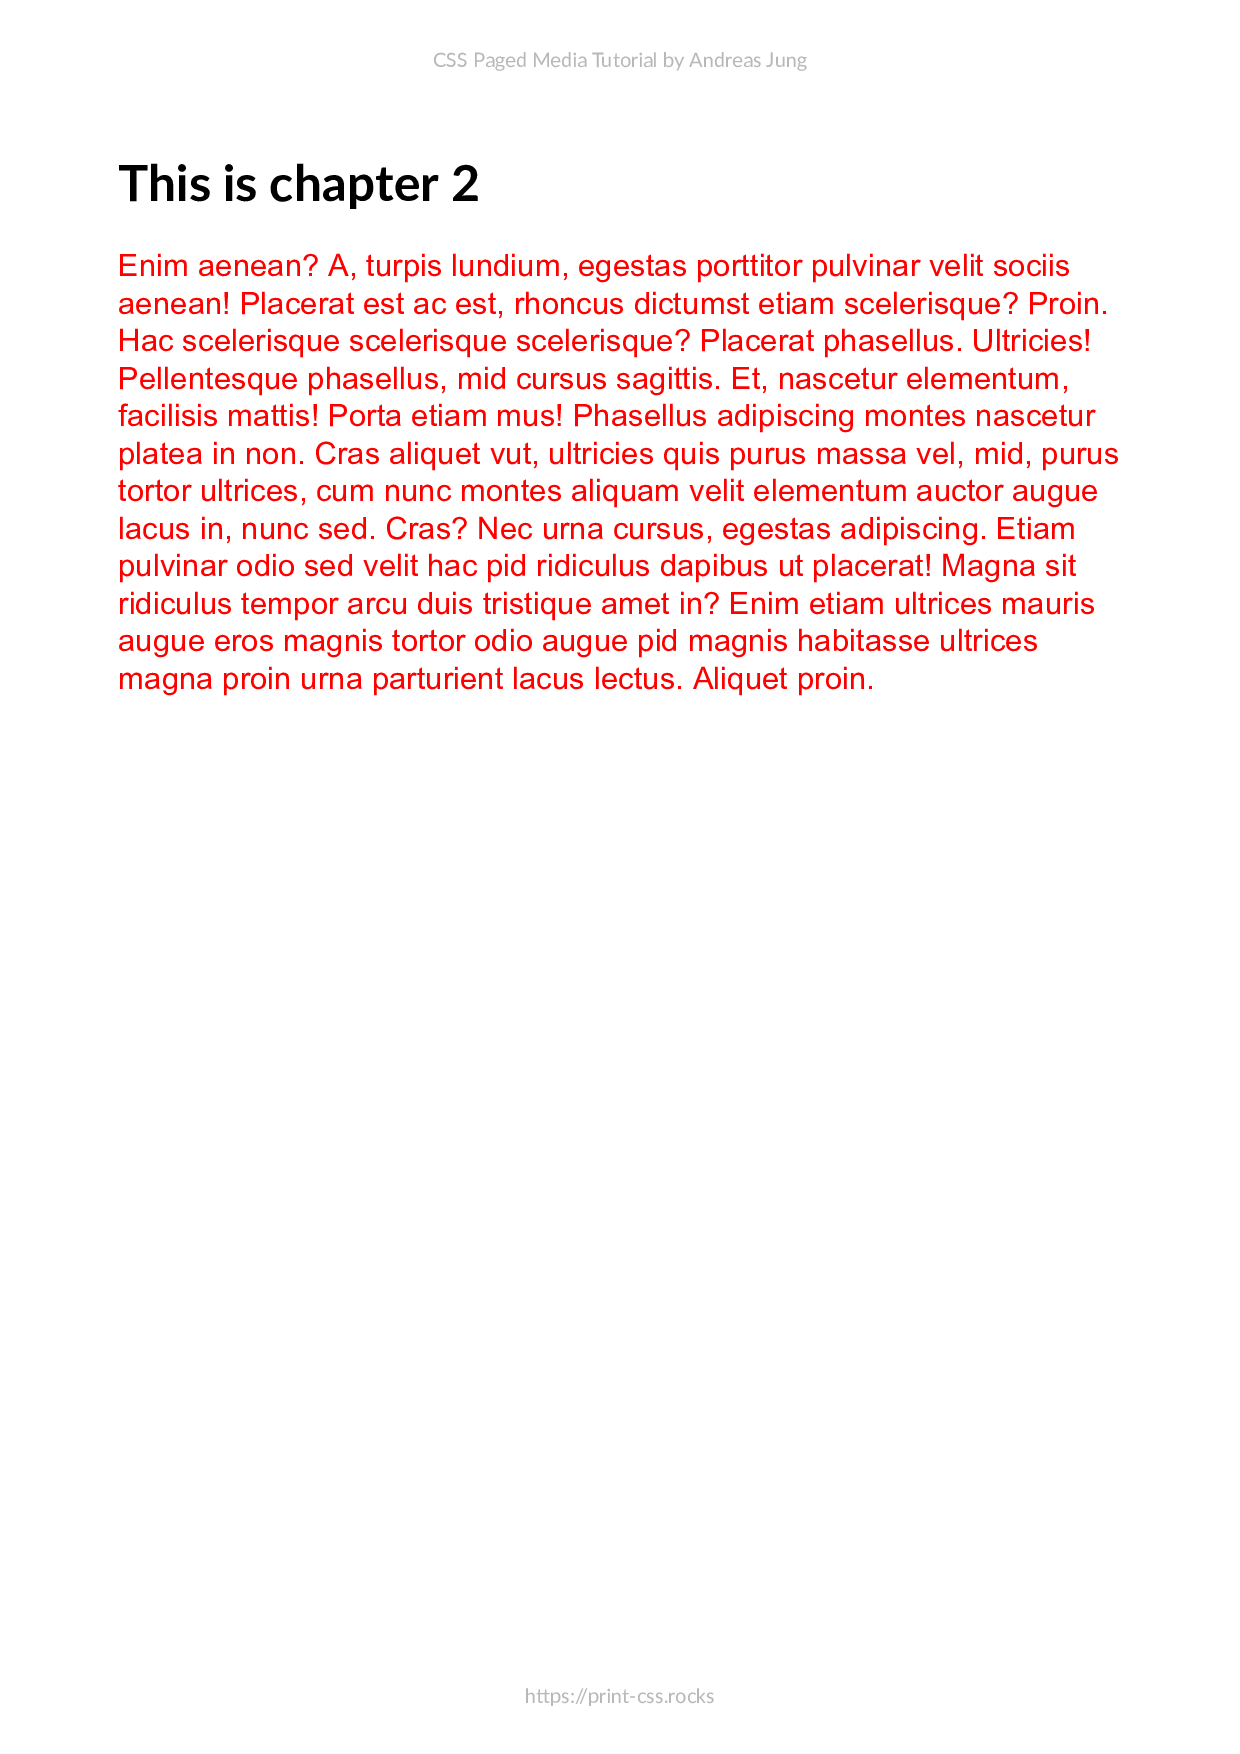 CSS Paged Media Tutorial by Andreas Jung
This is chapter 2
Enim aenean? A, turpis lundium, egestas porttitor pulvinar velit sociis
aenean! Placerat est ac est, rhoncus dictumst etiam scelerisque? Proin.
Hac scelerisque scelerisque scelerisque? Placerat phasellus. Ultricies!
Pellentesque phasellus, mid cursus sagittis. Et, nascetur elementum,
facilisis mattis! Porta etiam mus! Phasellus adipiscing montes nascetur
platea in non. Cras aliquet vut, ultricies quis purus massa vel, mid, purus
tortor ultrices, cum nunc montes aliquam velit elementum auctor augue
lacus in, nunc sed. Cras? Nec urna cursus, egestas adipiscing. Etiam
pulvinar odio sed velit hac pid ridiculus dapibus ut placerat! Magna sit
ridiculus tempor arcu duis tristique amet in? Enim etiam ultrices mauris
augue eros magnis tortor odio augue pid magnis habitasse ultrices
magna proin urna parturient lacus lectus. Aliquet proin.
https://print-css.rocks